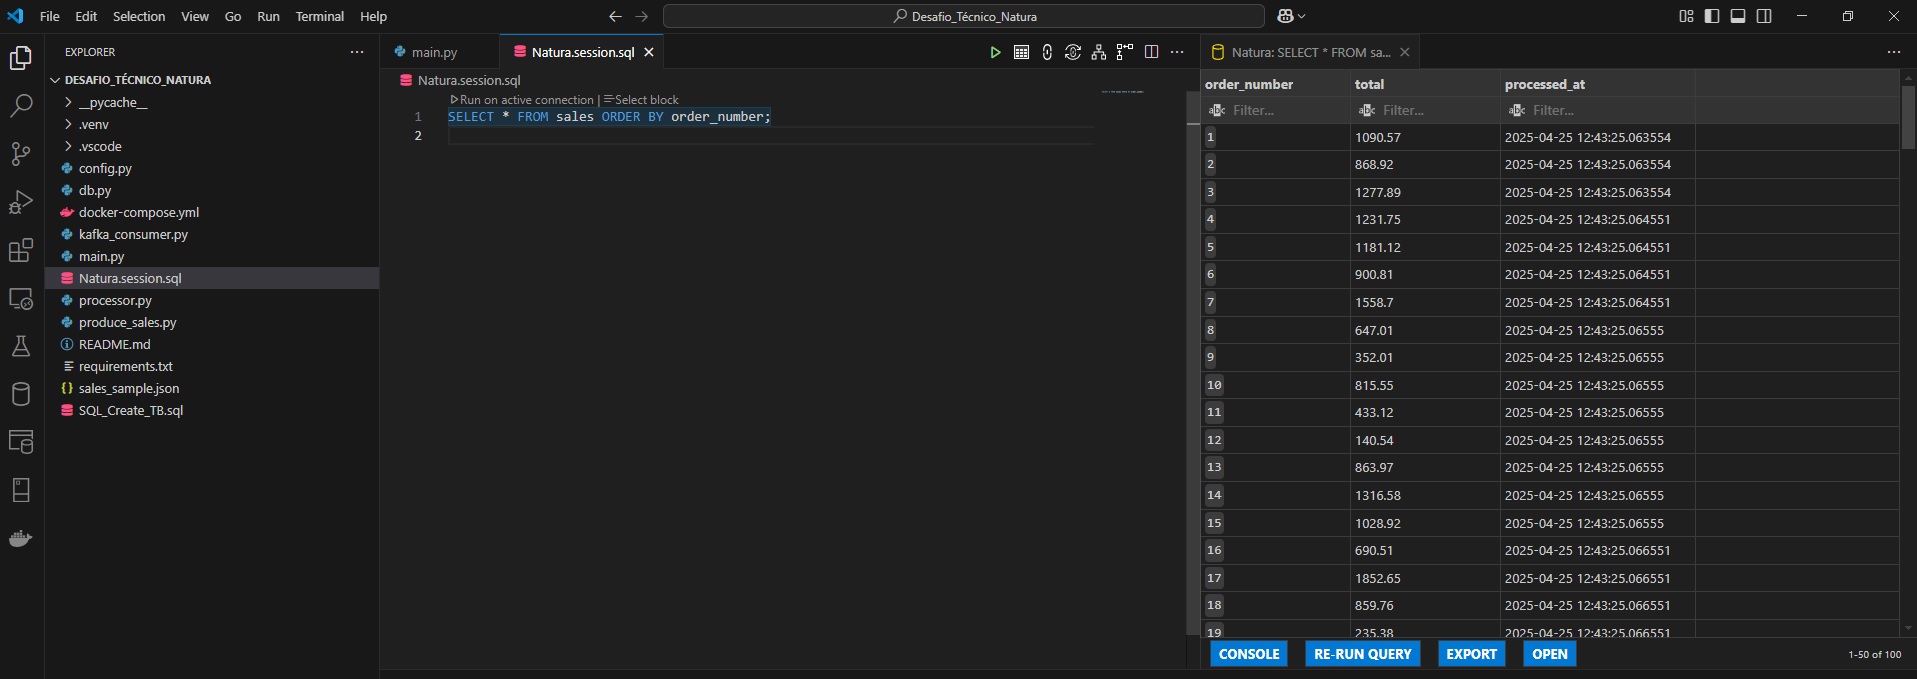 File Edit Selection View Go Run Terminal Help
Desafio_Técnico_Natura
EXPLORER
DESAFIO_TÉCNICO_NATURA
__pycache__
.venv
.vscode
config.py
db.py
docker-compose.yml
kafka_consumer.py
main.py
Natura.session.sql
processor.py
produce_sales.py
README.md
requirements.txt
sales_sample.json
SQL_Create_TB.sql
main.py
Natura.session.sql
Natura.session.sql
Run on active connection | Select block
1 SELECT * FROM sales ORDER BY order_number;
2
Natura: SELECT * FROM sa...
order_number total processed_at
Filter... Filter... Filter...
1 1090.57 2025-04-25 12:43:25.063554
2 868.92 2025-04-25 12:43:25.063554
3 1277.89 2025-04-25 12:43:25.063554
4 1231.75 2025-04-25 12:43:25.064551
5 1181.12 2025-04-25 12:43:25.064551
6 900.81 2025-04-25 12:43:25.064551
7 1558.7 2025-04-25 12:43:25.064551
8 647.01 2025-04-25 12:43:25.06555
9 352.01 2025-04-25 12:43:25.06555
10 815.55 2025-04-25 12:43:25.06555
11 433.12 2025-04-25 12:43:25.06555
12 140.54 2025-04-25 12:43:25.06555
13 863.97 2025-04-25 12:43:25.06555
14 1316.58 2025-04-25 12:43:25.06555
15 1028.92 2025-04-25 12:43:25.06555
16 690.51 2025-04-25 12:43:25.066551
17 1852.65 2025-04-25 12:43:25.066551
18 859.76 2025-04-25 12:43:25.066551
19 235.38 2025-04-25 12:43:25.066551
CONSOLE RE-RUN QUERY EXPORT OPEN
1-50 of 100